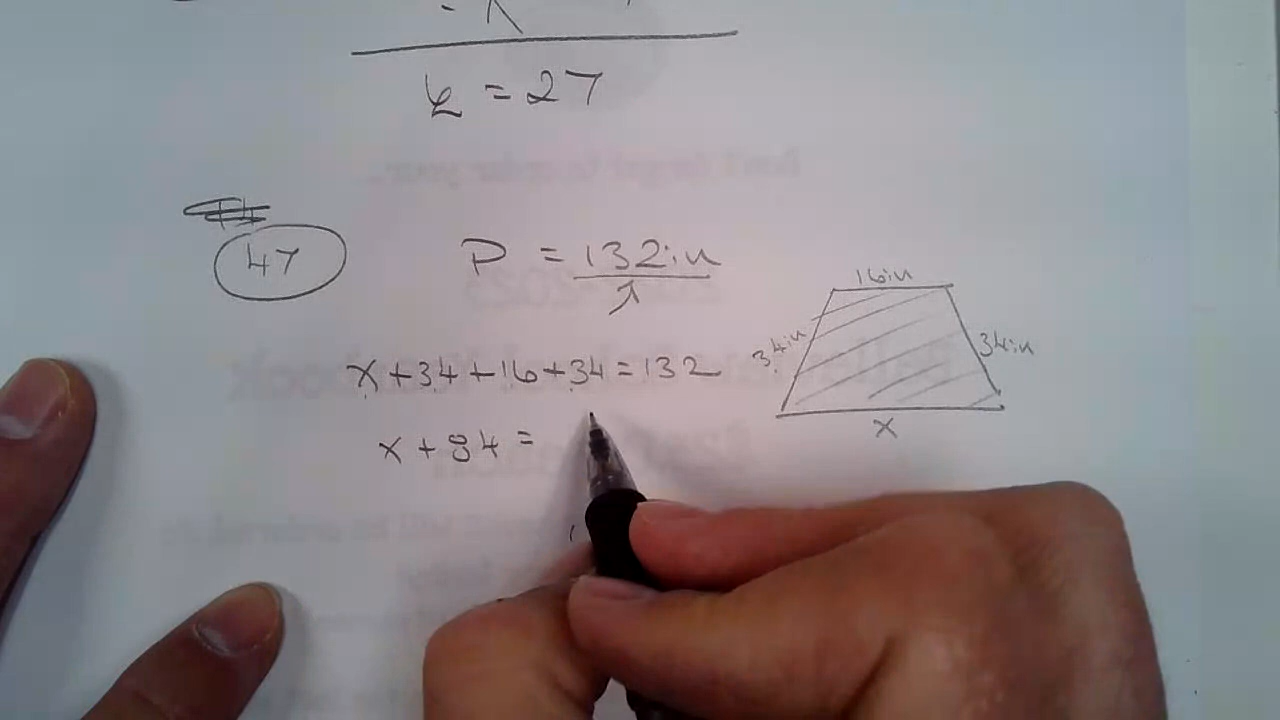 = 27
47
P = 132in
16in
34in
34in
x + 34 + 16 + 34 = 132
x
x + 84 =